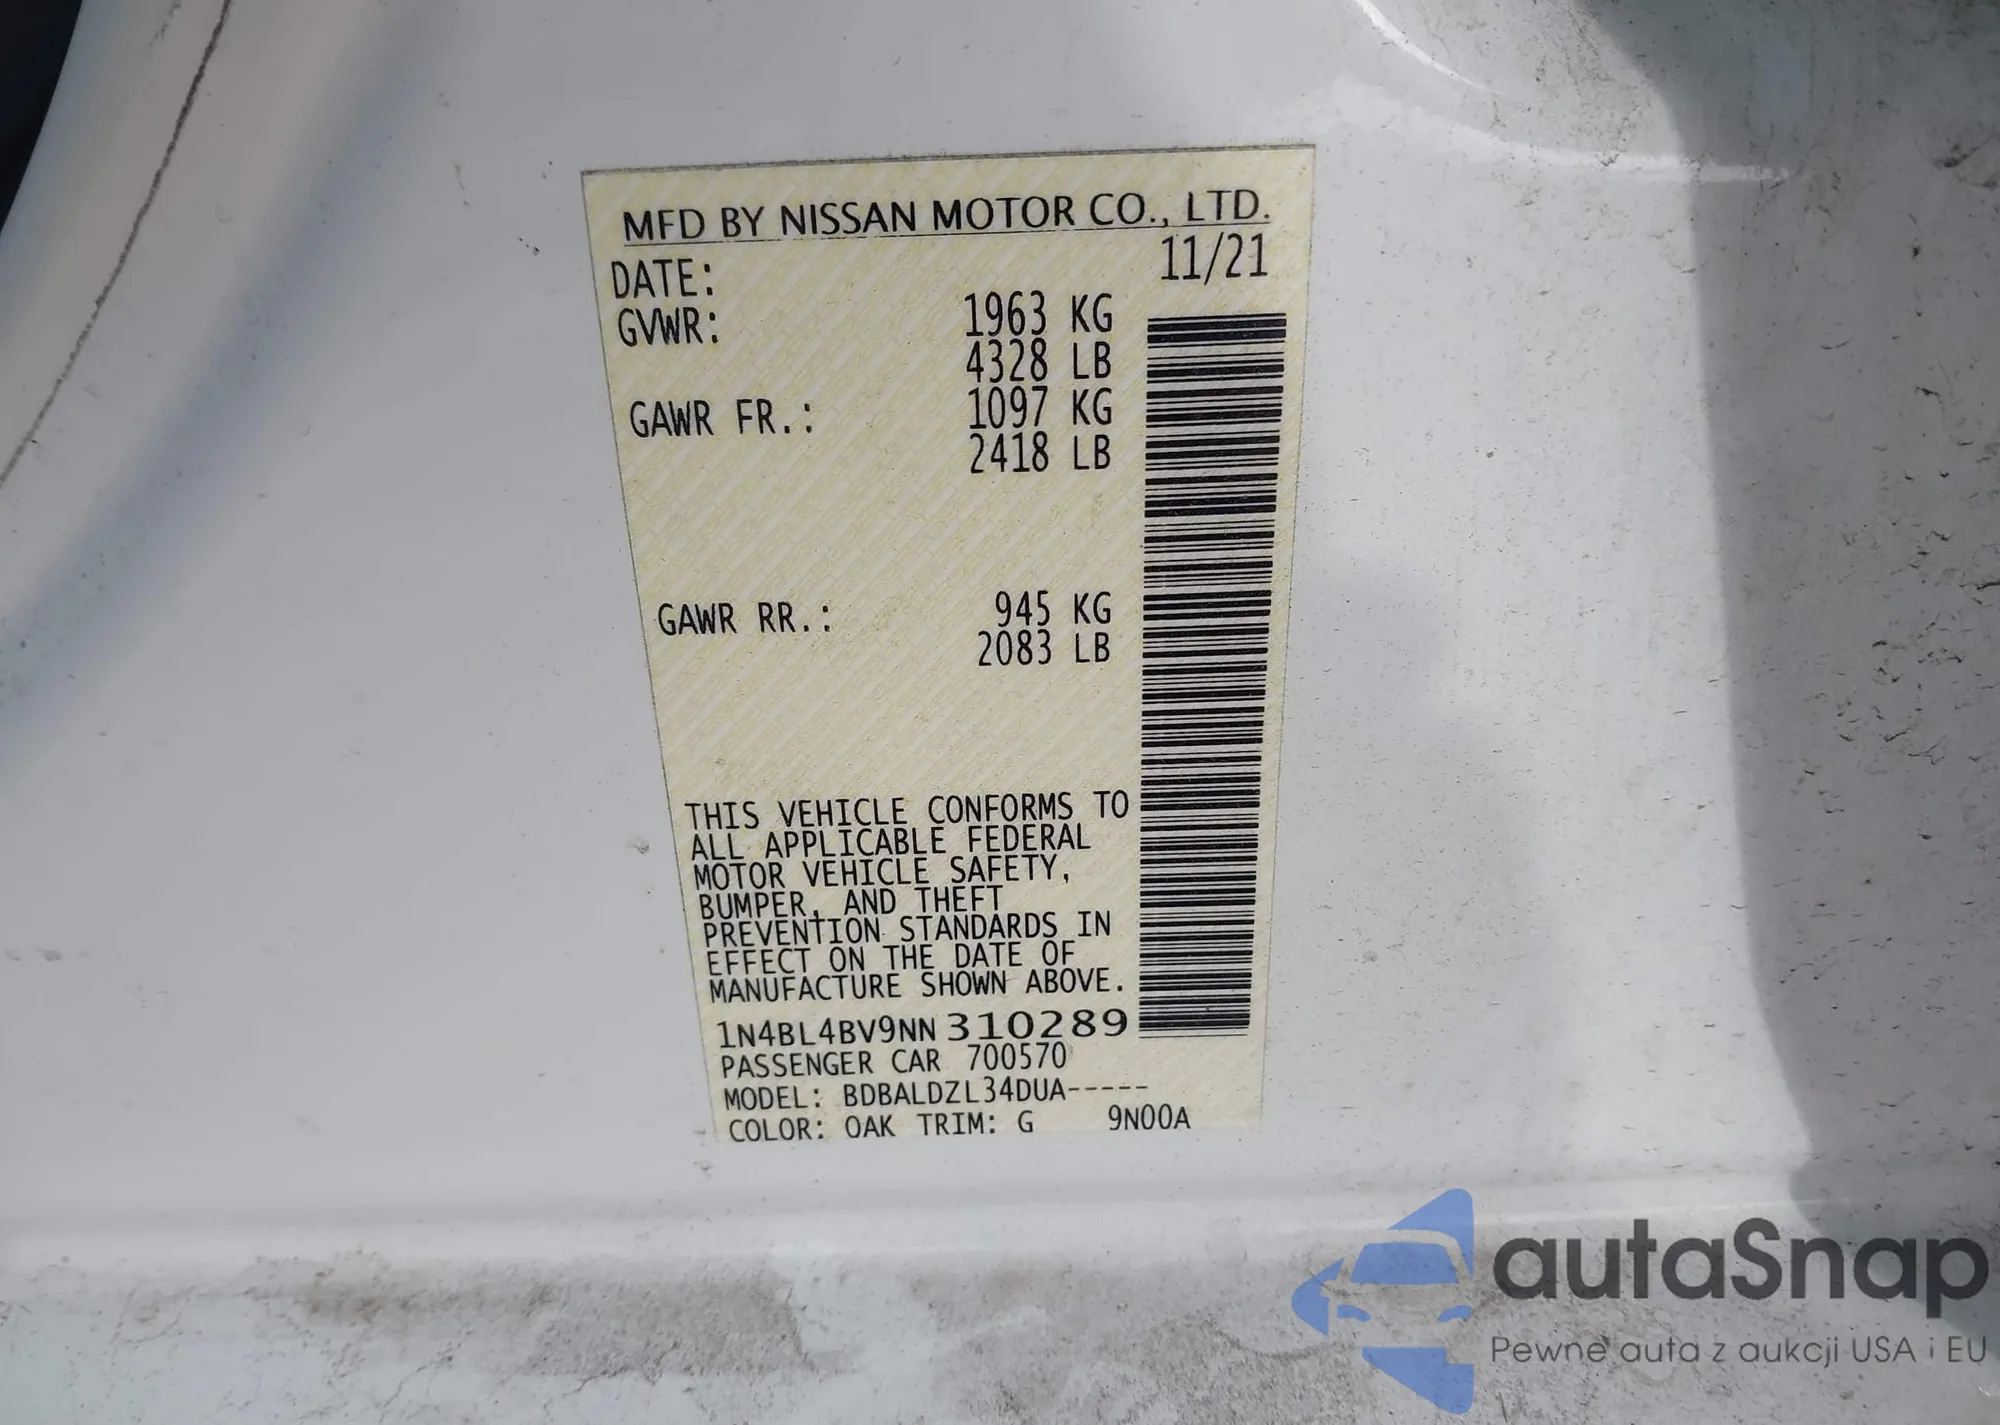 MFD BY NISSAN MOTOR CO., LTD.
DATE: 11/21
GVWR: 1963 KG
4328 LB
GAWR FR.: 1097 KG
2418 LB
GAWR RR.: 945 KG
2083 LB
THIS VEHICLE CONFORMS TO
ALL APPLICABLE FEDERAL
MOTOR VEHICLE SAFETY,
BUMPER, AND THEFT
PREVENTION STANDARDS IN
EFFECT ON THE DATE OF
MANUFACTURE SHOWN ABOVE.
1N4BL4BV9NN310289
PASSENGER CAR 700570
MODEL: BDBALDZL34DUA-----
COLOR: QAK TRIM: G 9N00A
autaSnap
Pewne auta z aukcji USA i EU